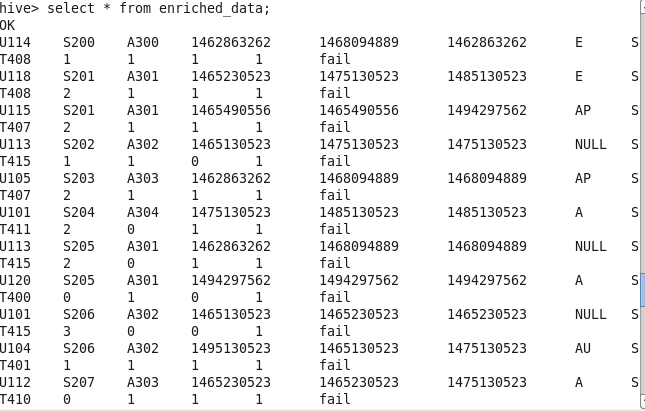 hive> select * from enriched_data;
OK
U114 S200 A300 1462863262 1468094889 1462863262 E S
T408 1 1 1 1 fail
U118 S201 A301 1465230523 1475130523 1485130523 E S
T408 2 1 1 1 fail
U115 S201 A301 1465490556 1465490556 1494297562 AP S
T407 2 1 1 1 fail
U113 S202 A302 1465130523 1475130523 1475130523 NULL S
T415 1 1 0 1 fail
U105 S203 A303 1462863262 1468094889 1468094889 AP S
T407 2 1 1 1 fail
U101 S204 A304 1475130523 1485130523 1485130523 A S
T411 2 0 1 1 fail
U113 S205 A301 1462863262 1468094889 1468094889 NULL S
T415 2 0 1 1 fail
U120 S205 A301 1494297562 1494297562 1494297562 A S
T400 0 1 0 1 fail
U101 S206 A302 1465130523 1465230523 1465230523 NULL S
T415 3 0 0 1 fail
U104 S206 A302 1495130523 1465130523 1475130523 AU S
T401 1 1 1 1 fail
U112 S207 A303 1465230523 1465230523 1475130523 A S
T410 0 1 1 1 fail